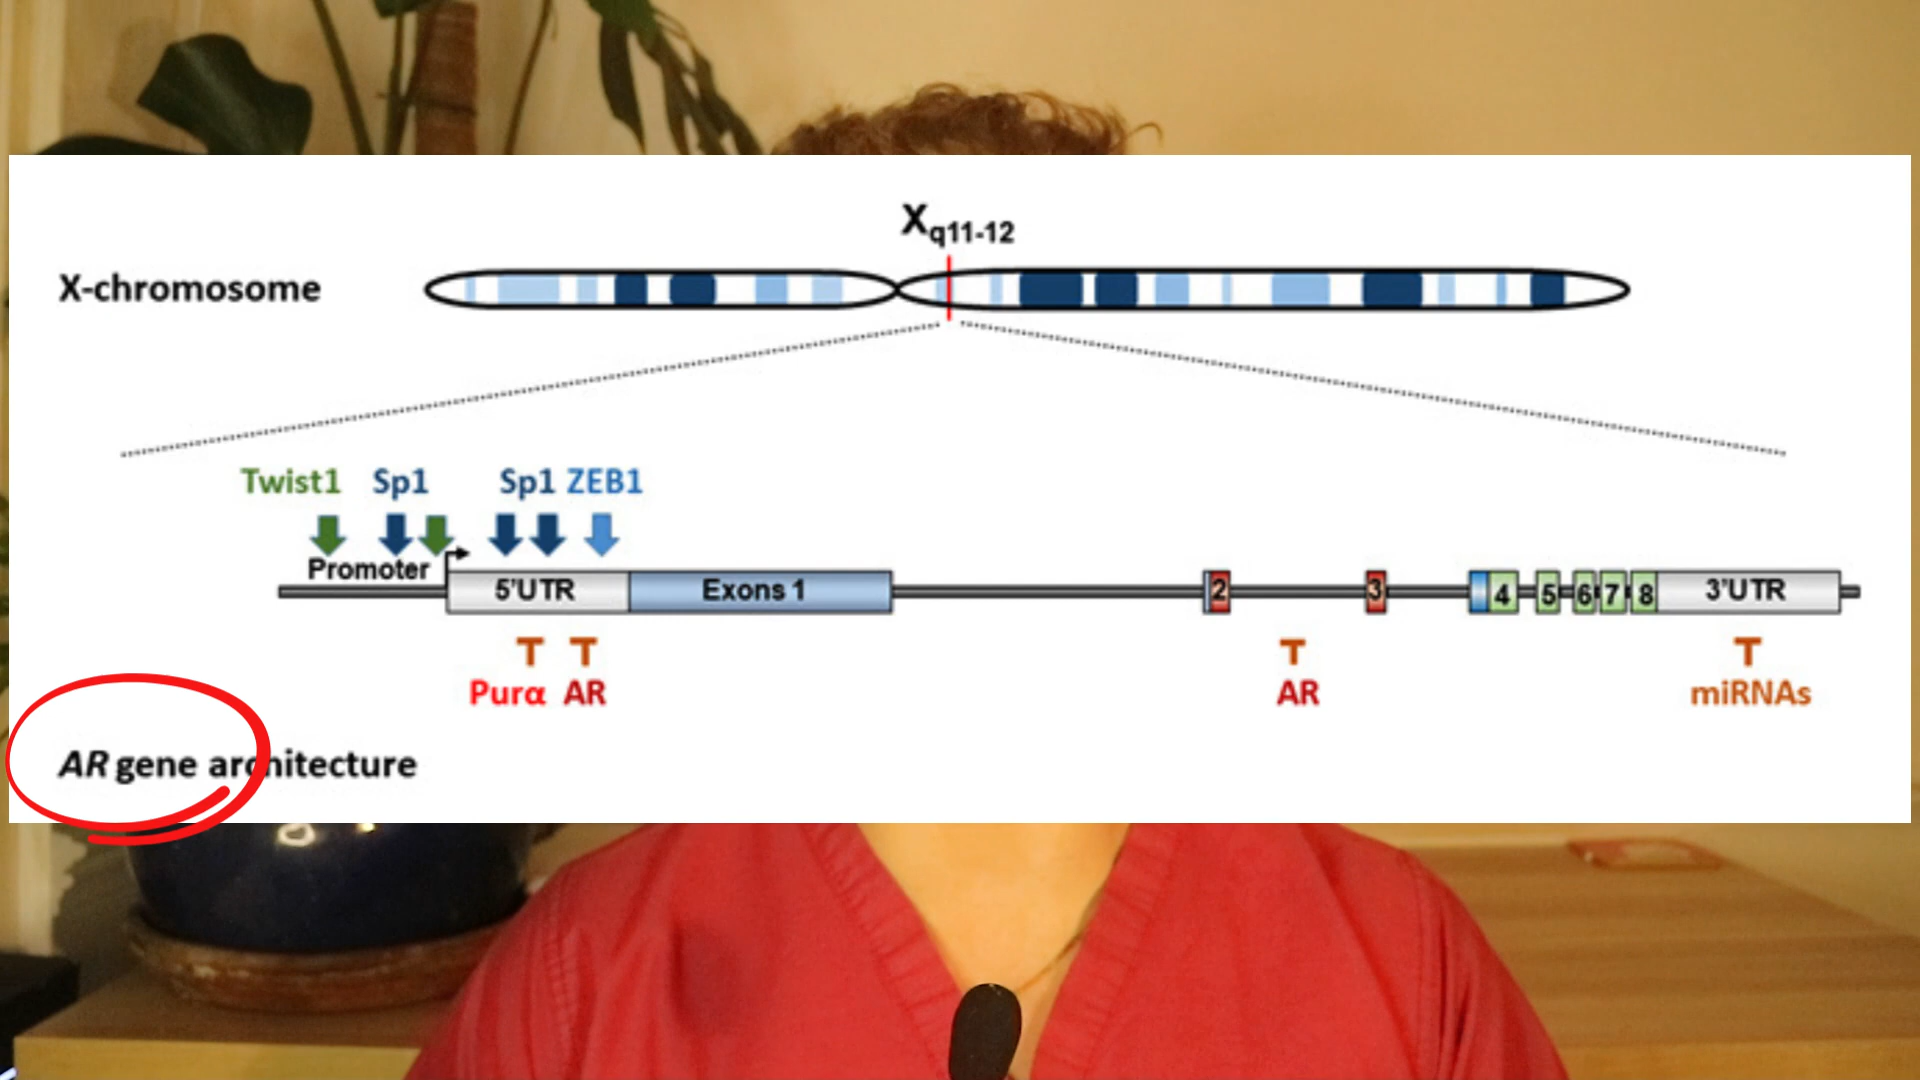 Xq11-12
X-chromosome
Twist1 Sp1 Sp1 ZEB1
Promoter
5'UTR Exons 1 2 3 4 5 6 7 8 3'UTR
T T T T
Purα AR AR miRNAs
AR gene architecture